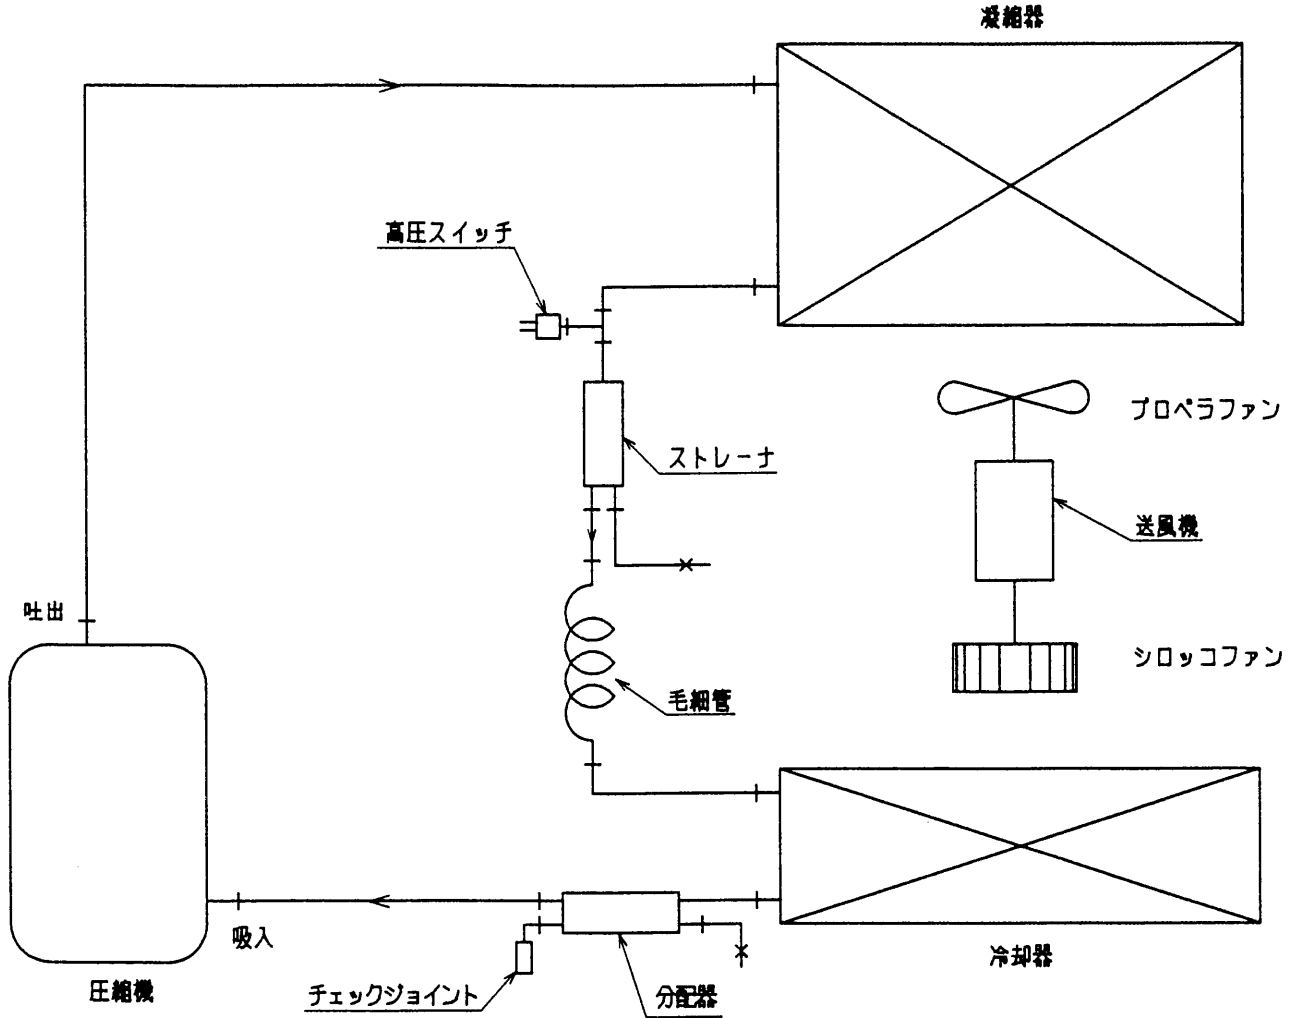 凝縮器
高圧スイッチ
プロペラファン
ストレーナ
送風機
吐出
シロッコファン
毛細管
吸入
冷却器
圧縮機
チェックジョイント
分配器